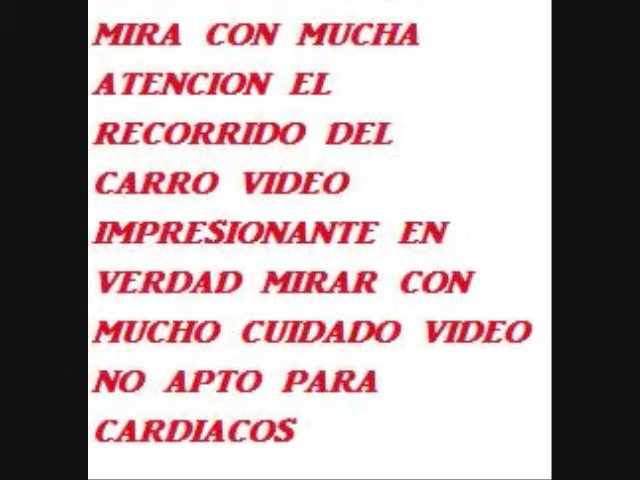 MIRA CON MUCHA
ATENCION EL
RECORRIDO DEL
CARRO VIDEO
IMPRESIONANTE EN
VERDAD MIRAR CON
MUCHO CUIDADO VIDEO
NO APTO PARA
CARDIACOS